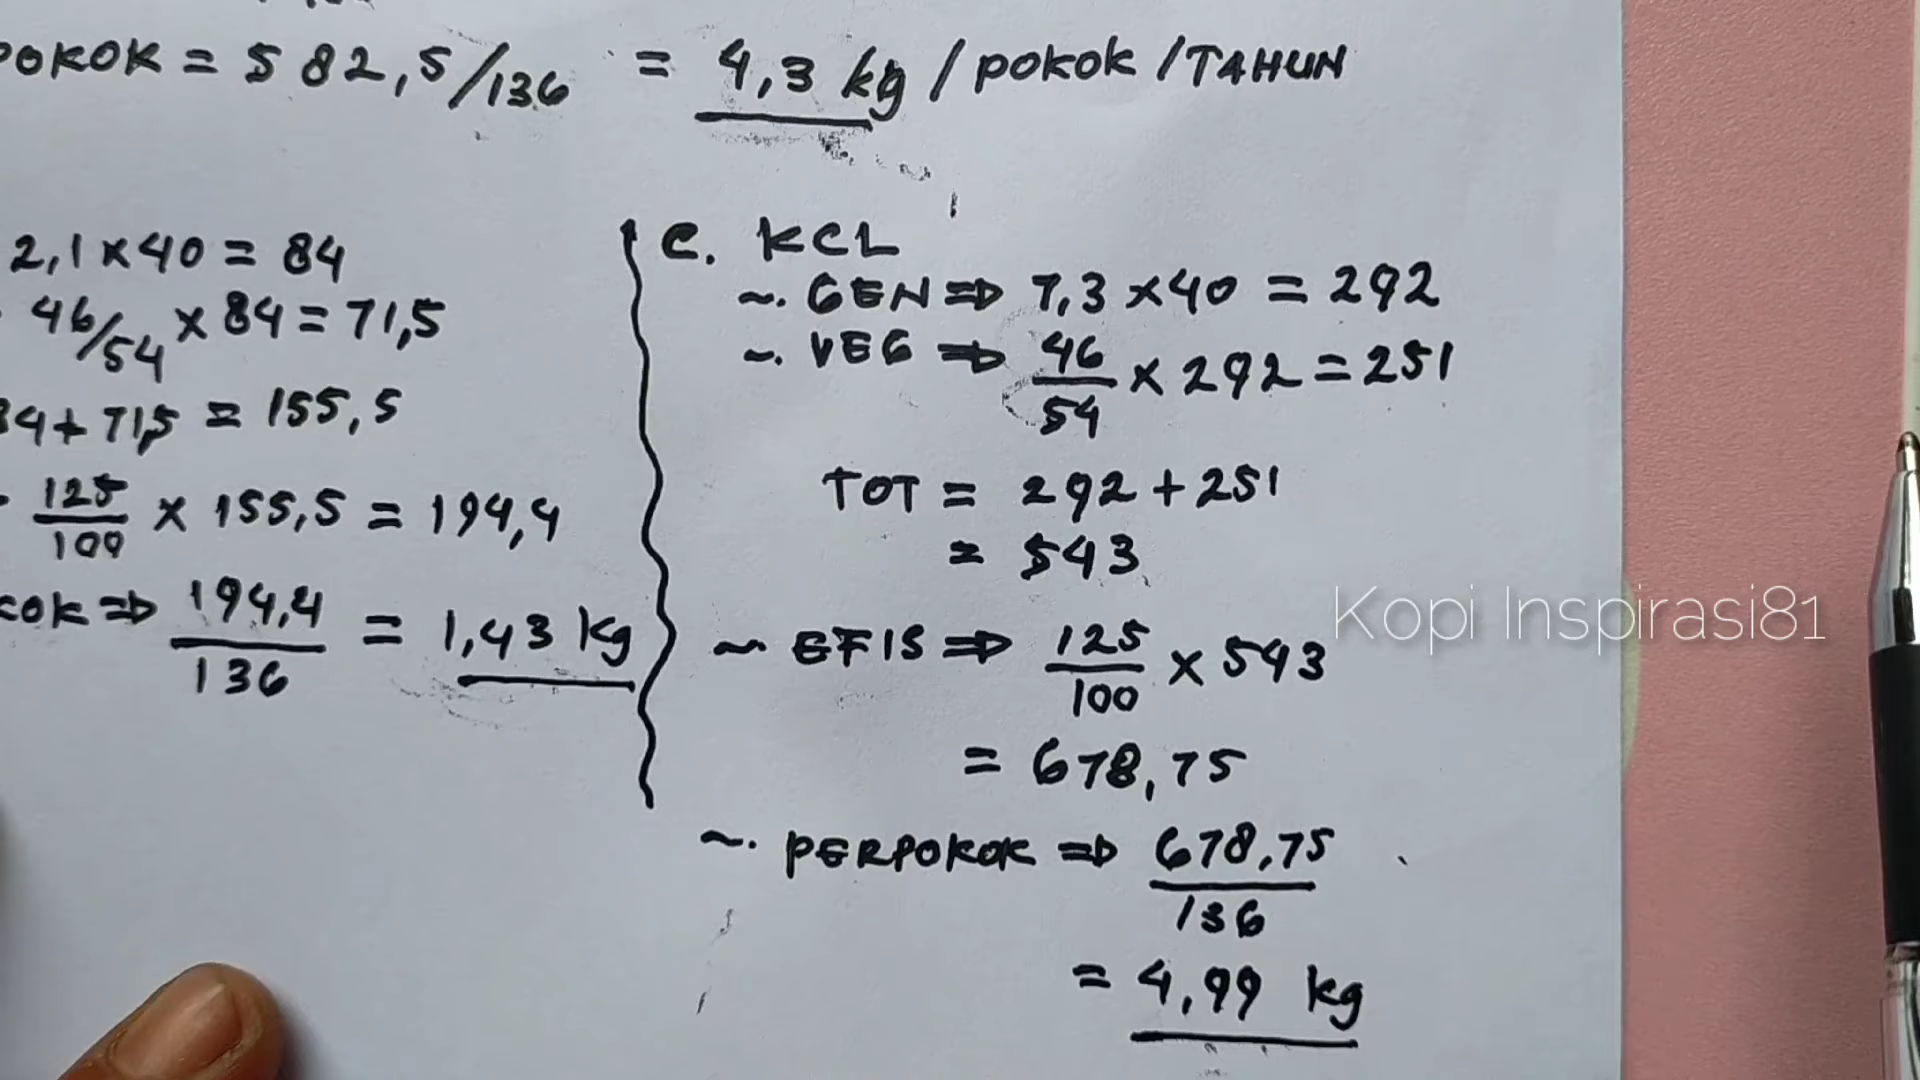 POKOK = 582,5/136 = 4,3 kg / pokok / TAHUN
2,1 x 40 = 84
46/54 x 84 = 71,5
84 + 71,5 = 155,5
125/100 x 155,5 = 194,4
KOK ⇒ 194,4/136 = 1,43 kg
C. KCL
~. GEN ⇒ 7,3 x 40 = 292
~. VEG ⇒ 46/54 x 292 = 251
TOT = 292 + 251
= 543
~ EFIS ⇒ 125/100 x 543
= 678,75
~. PERPOKOK ⇒ 678,75/136
= 4,99 kg
Kopi Inspirasi81